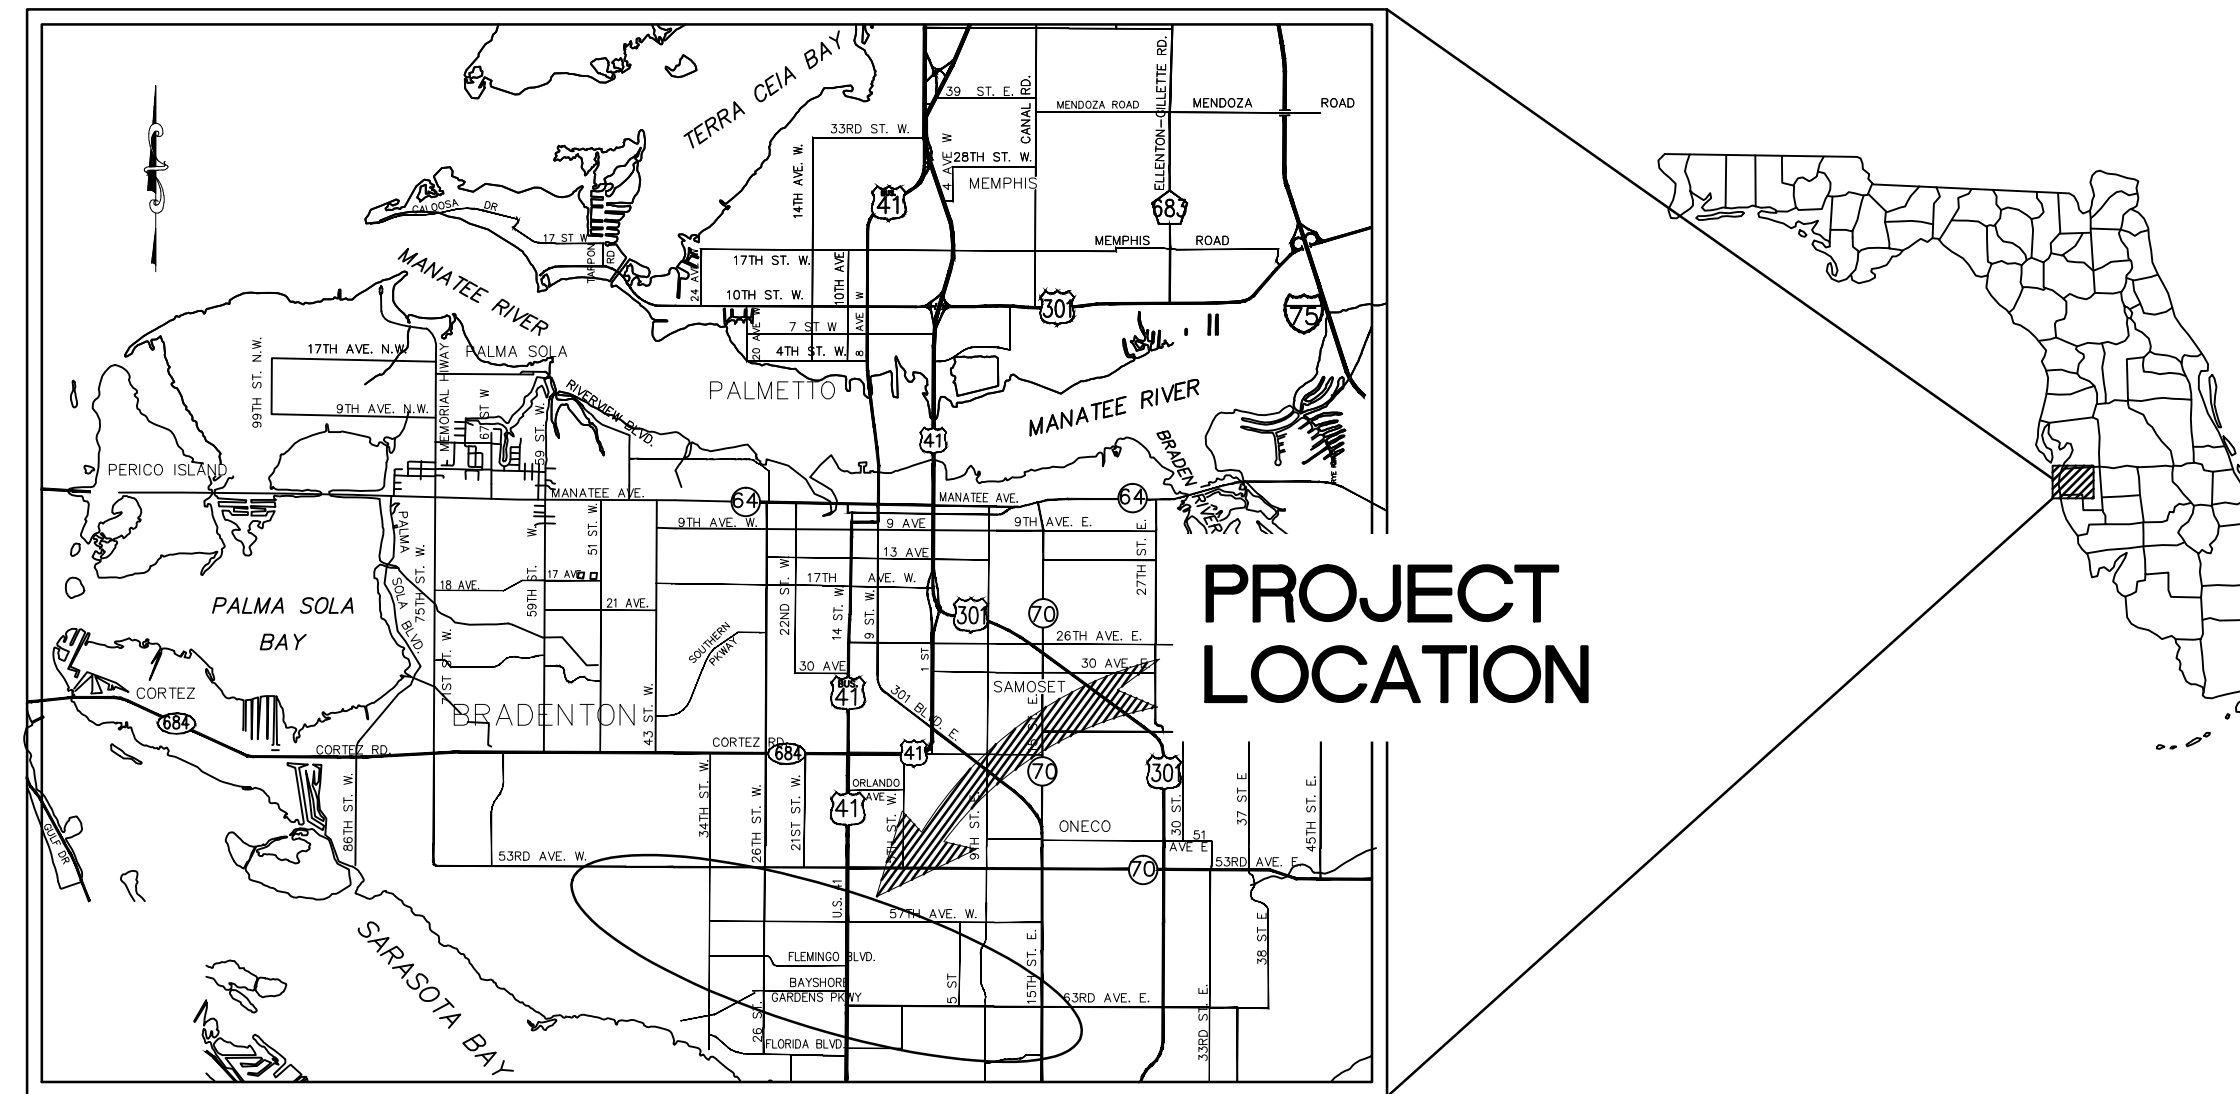 TERRA CEIA BAY
39 ST. E.
CANAL RD.
ELLENTON-GILLETTE RD.
MENDOZA ROAD
MENDOZA ROAD
33RD ST. W.
14TH AVE. W.
4 AVE W
28TH ST. W.
MEMPHIS
BUS.
41
683
CALOOSA DR
17 ST W
TARPON RD
MEMPHIS ROAD
MANATEE RIVER
24 AVE W
17TH ST. W.
10TH AVE
10TH ST. W.
8 AVE W
301
75
7 ST W
20 AVE W
4TH ST. W.
99TH ST. N.W.
17TH AVE. N.W.
MEMORIAL HIWAY
PALMA SOLA
PALMETTO
9TH AVE. N.W.
67 ST W
59 ST. W.
RIVERVIEW BLVD.
MANATEE RIVER
41
BRADEN RIVER
PERICO ISLAND
MANATEE AVE.
64
MANATEE AVE.
64
PALMA SOLA BLVD.
75TH ST. W.
59TH ST. W.
51 ST. W.
9TH AVE. W.
9 AVE
9TH AVE. E.
27TH ST. E.
13 AVE
22ND ST. W
18 AVE.
17 AVE
17TH AVE. W.
14 ST. W
9 ST. W.
21 AVE.
PALMA SOLA
BAY
PROJECT
LOCATION
301
70
26TH AVE. E.
71ST ST. W.
SOUTHERN
PKWAY
1 ST
30 AVE
30 AVE E
SAMOSET
CORTEZ
684
BRADENTON
43 ST. W.
BUS.
41
301 BLVD. E.
CORTEZ RD.
CORTEZ RD.
684
41
70
301
86TH ST. W.
34TH ST. W.
26TH ST. W.
21ST ST. W.
ORLANDO
AVE
5TH ST. W.
9TH ST. E.
41
30 ST.
37 ST E
45TH ST. E.
GULF DR
ONECO
51
AVE E
53RD AVE. W.
70
53RD AVE. E.
U.S. 41
57TH AVE. W.
SARASOTA BAY
FLEMINGO BLVD.
5 ST
15TH ST. E.
38 ST E
BAYSHORE
GARDENS PKWY
63RD AVE. E.
26 ST.
33RD ST. E.
FLORIDA BLVD.